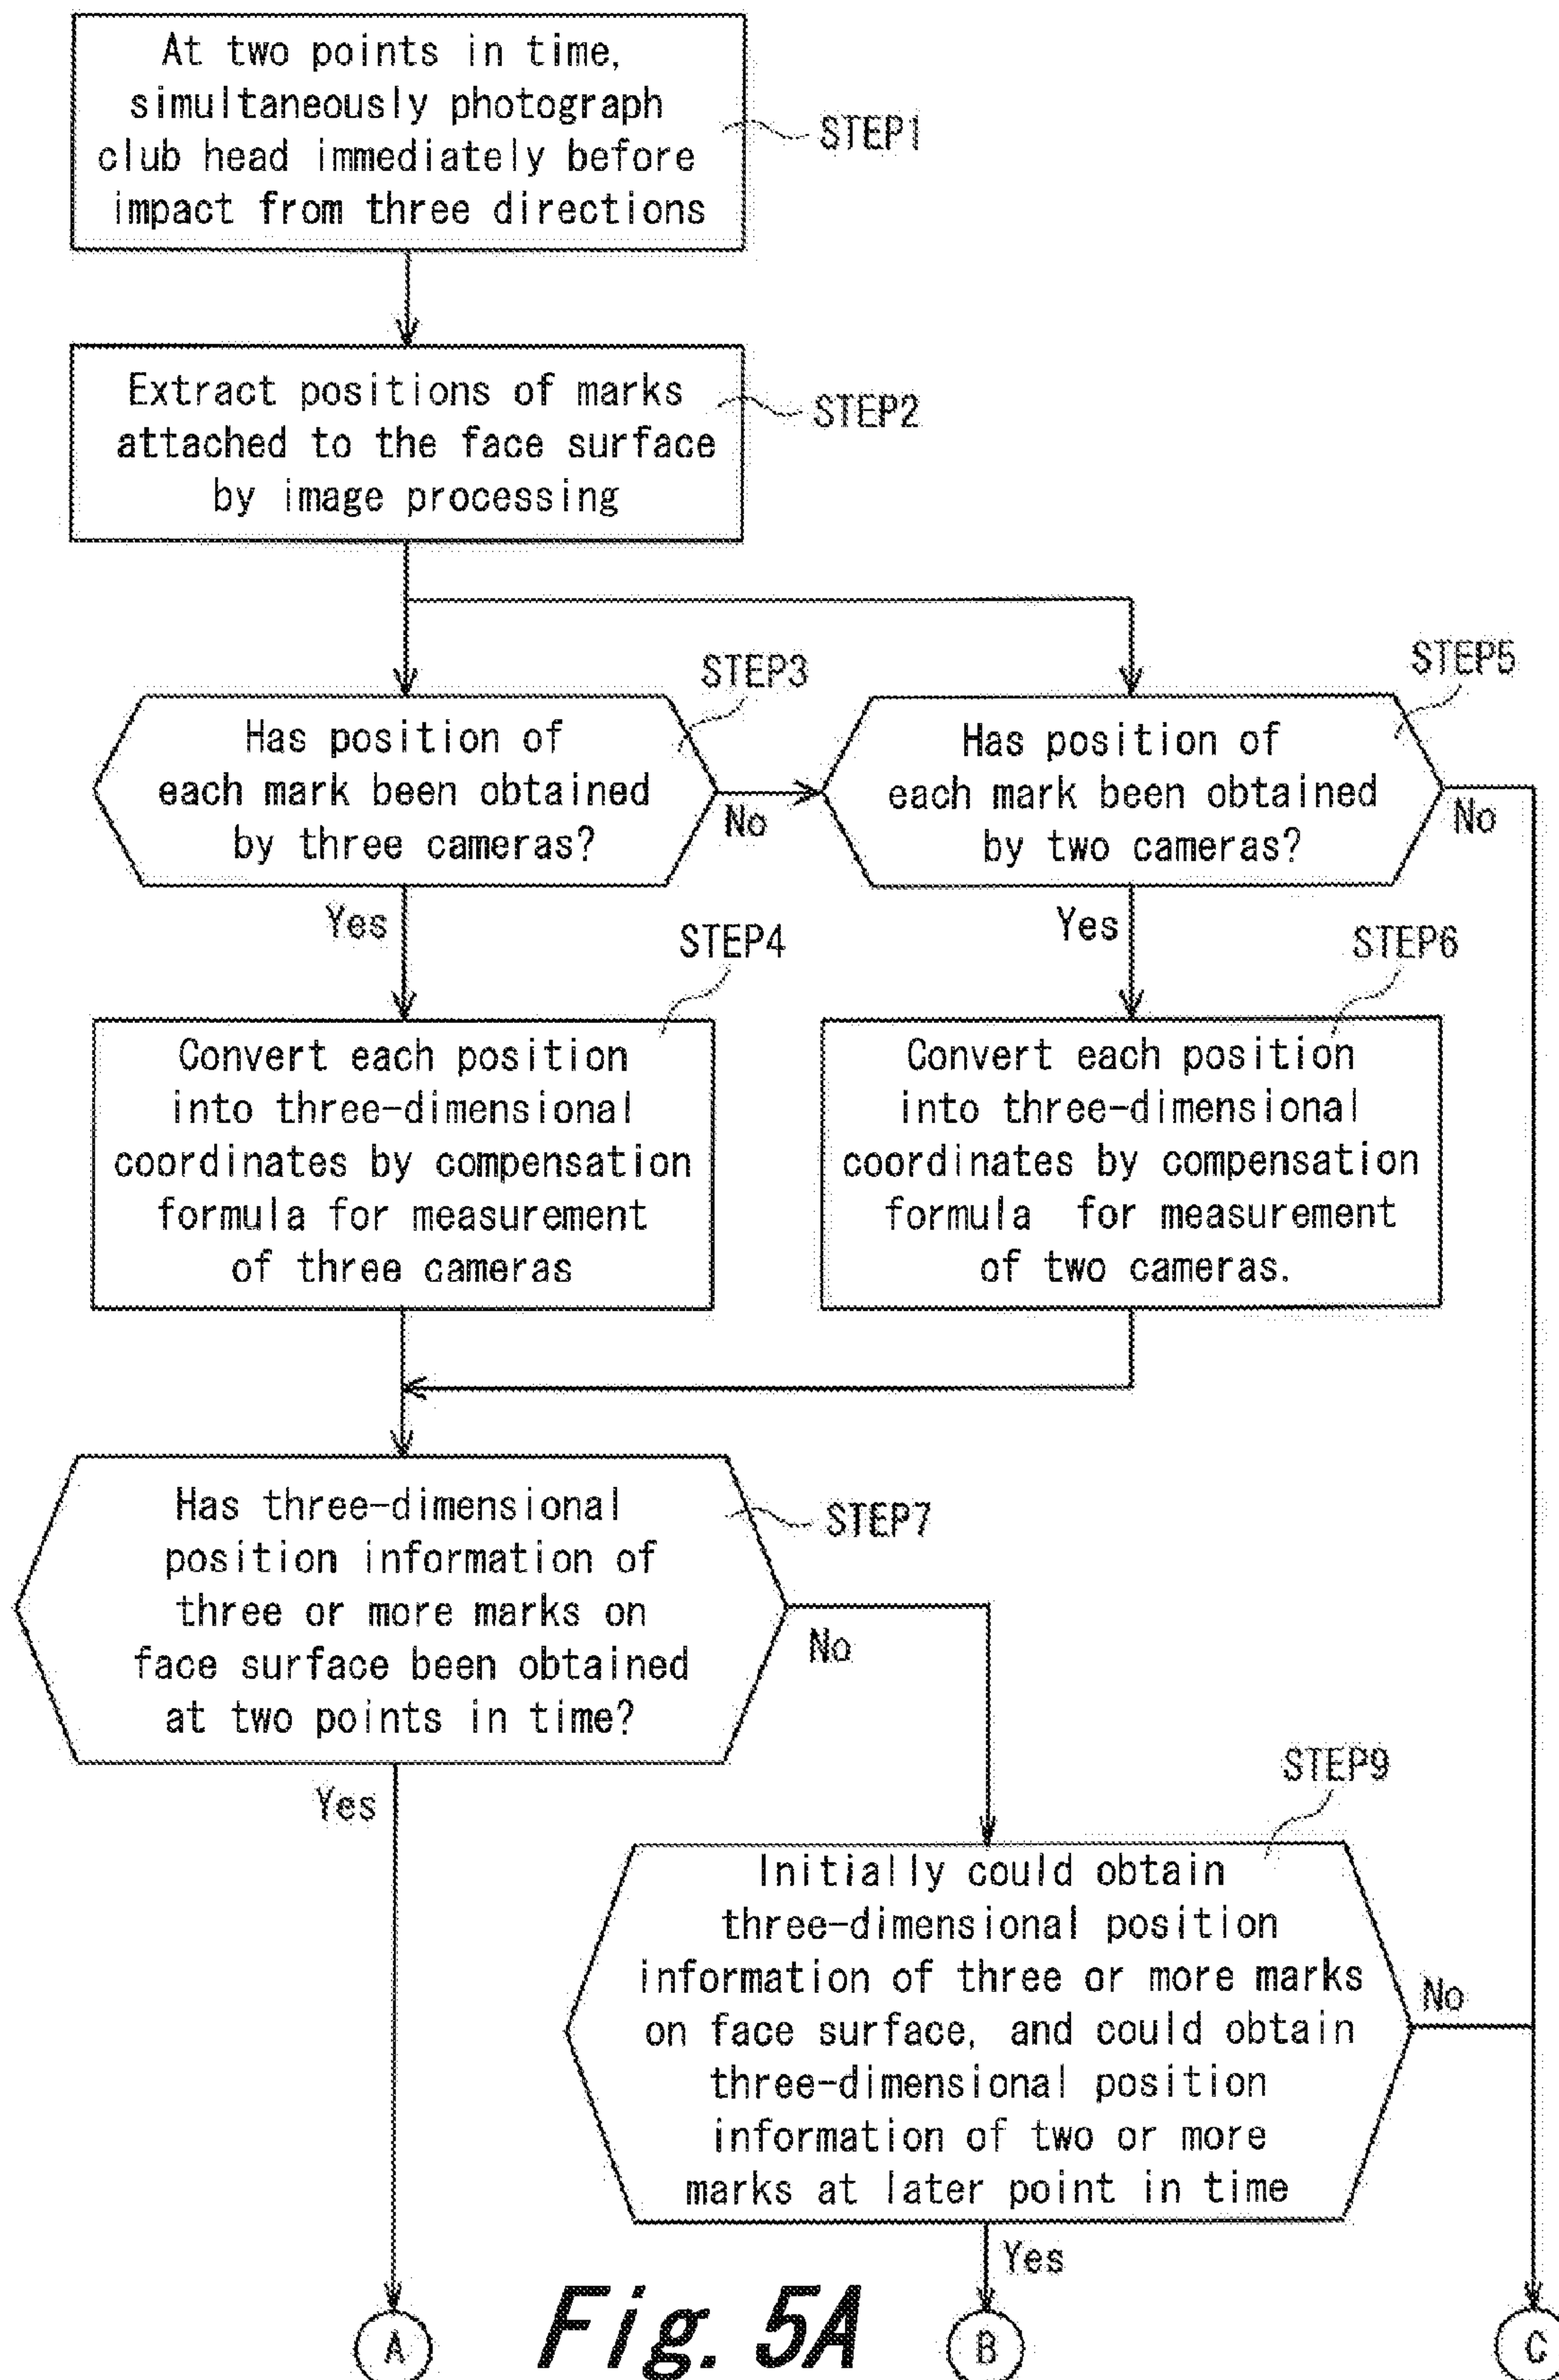 At two points in time,
simultaneously photograph
club head immediately before
impact from three directions
STEP1
Extract positions of marks
attached to the face surface
by image processing
STEP2
STEP3
Has position of
each mark been obtained
by three cameras?
No
Yes
STEP5
Has position of
each mark been obtained
by two cameras?
No
Yes
STEP4
Convert each position
into three-dimensional
coordinates by compensation
formula for measurement
of three cameras
STEP6
Convert each position
into three-dimensional
coordinates by compensation
formula for measurement
of two cameras.
Has three-dimensional
position information of
three or more marks on
face surface been obtained
at two points in time?
STEP7
No
Yes
STEP9
Initially could obtain
three-dimensional position
information of three or more marks
on face surface, and could obtain
three-dimensional position
information of two or more
marks at later point in time
No
Yes
A
Fig. 5A
B
C